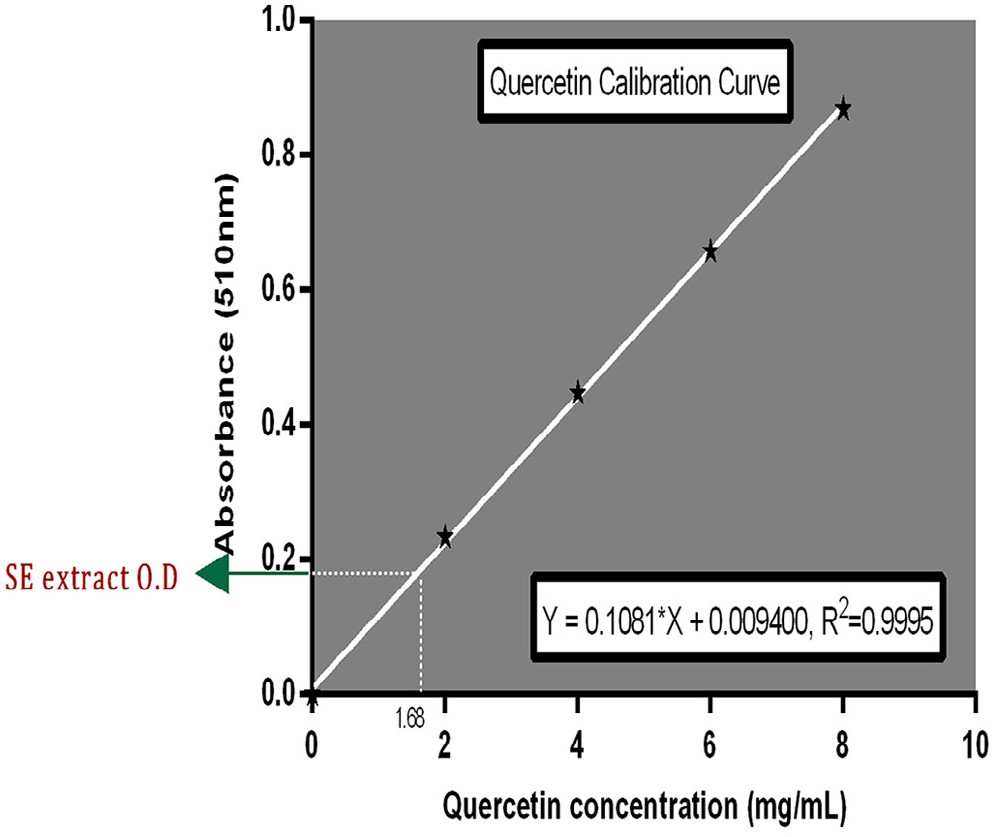 Quercetin Calibration Curve
Absorbance (510nm)
1.0
0.8
0.6
0.4
0.2
0.0
SE extract O.D
Y = 0.1081*X + 0.009400, R²=0.9995
1.68
0 2 4 6 8 10
Quercetin concentration (mg/mL)